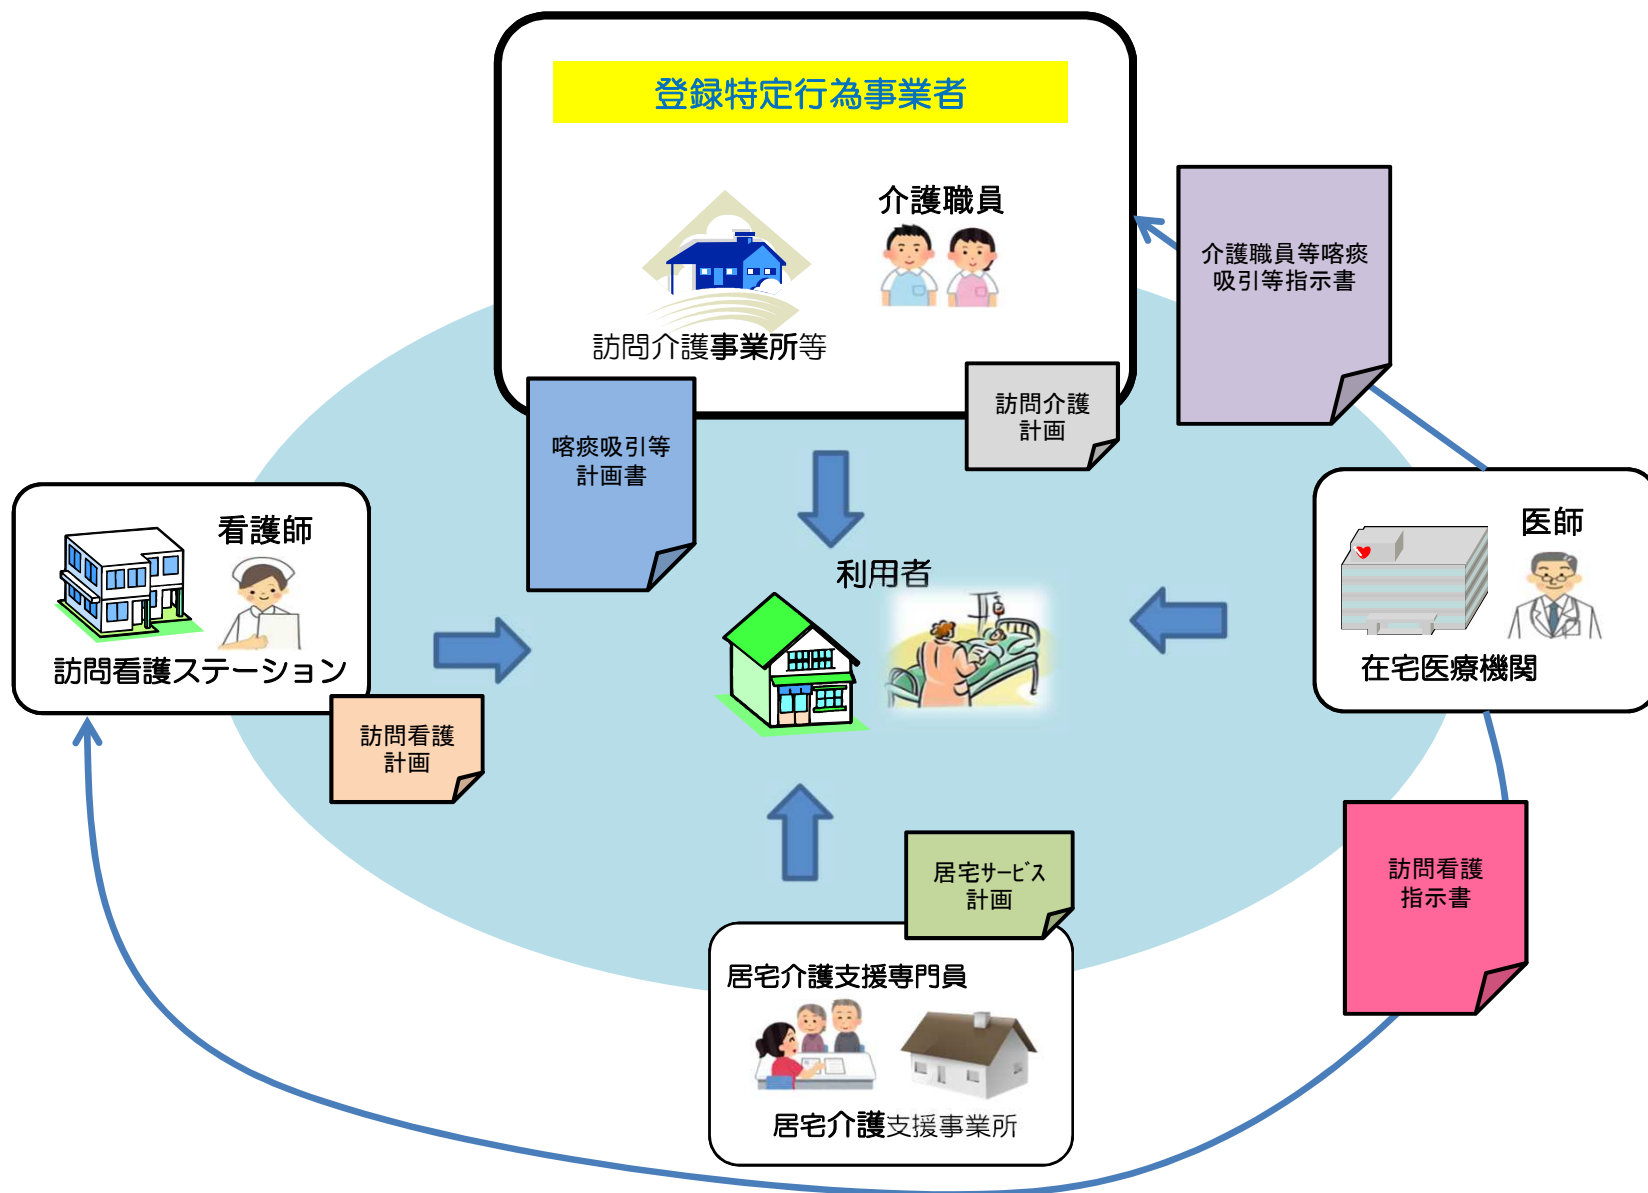 登録特定行為事業者
介護職員
訪問介護事業所等
介護職員等喀痰
吸引等指示書
喀痰吸引等
計画書
訪問介護
計画
看護師
訪問看護ステーション
訪問看護
計画
利用者
医師
在宅医療機関
居宅サービス
計画
訪問看護
指示書
居宅介護支援専門員
居宅介護支援事業所